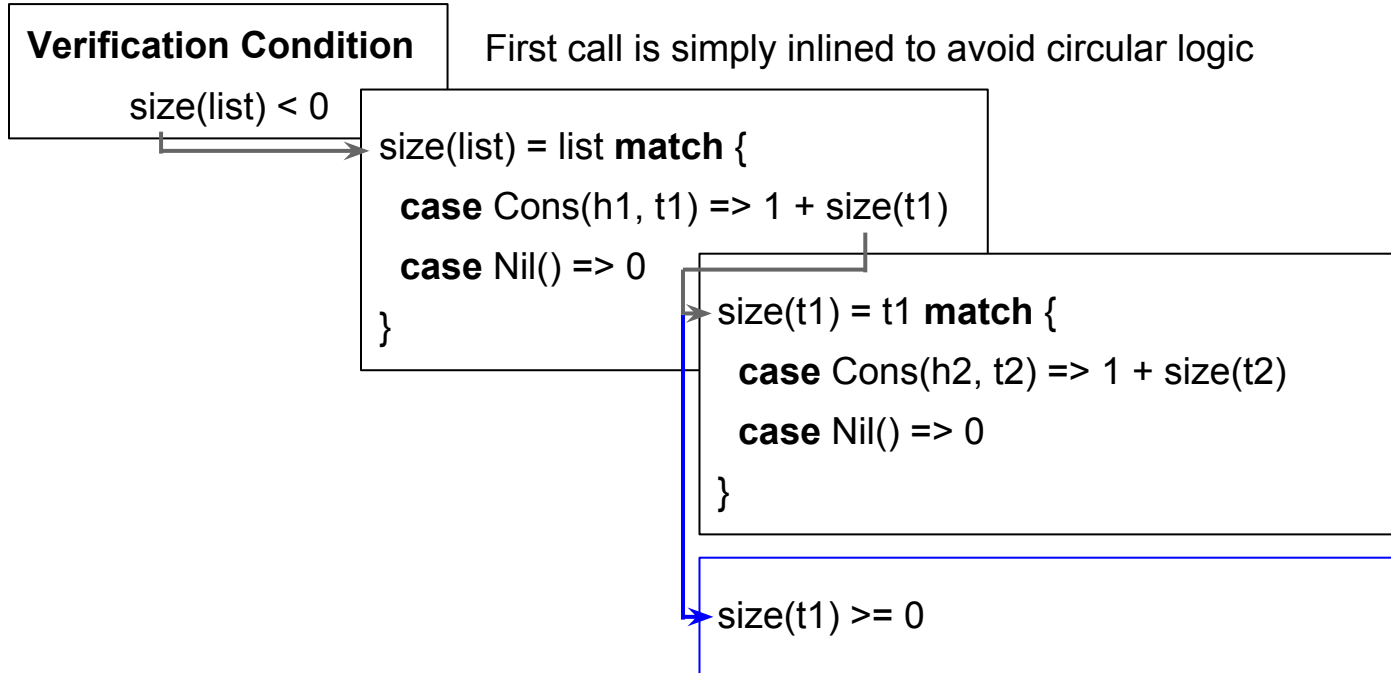 Verification Condition
First call is simply inlined to avoid circular logic
size(list) < 0
size(list) = list match {
case Cons(h1, t1) => 1 + size(t1)
case Nil() => 0
}
size(t1) = t1 match {
case Cons(h2, t2) => 1 + size(t2)
case Nil() => 0
}
size(t1) >= 0